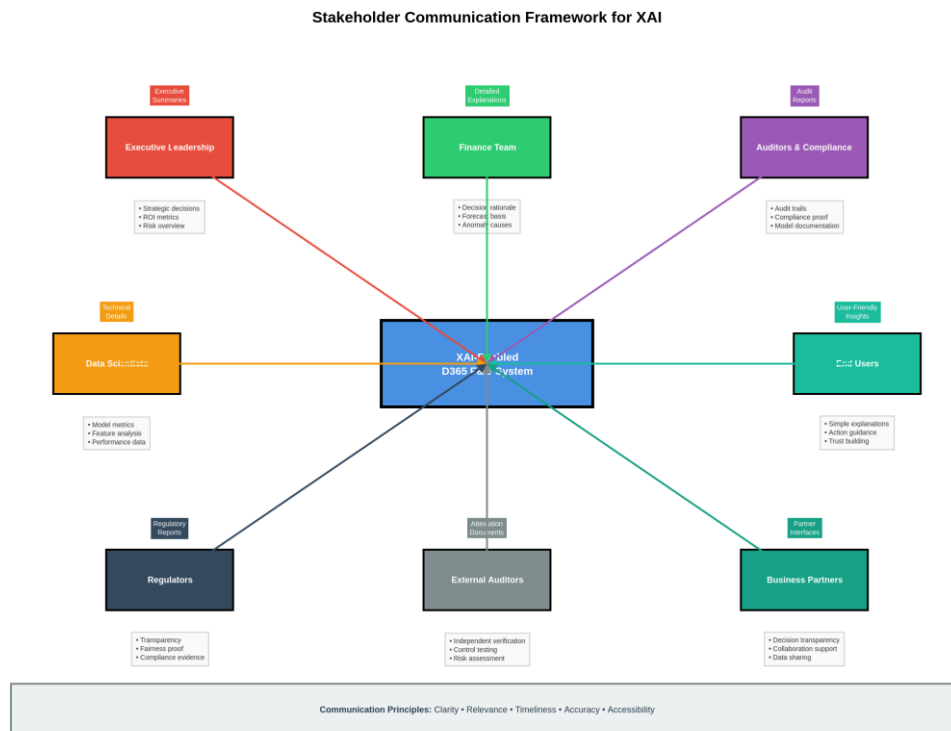 Stakeholder Communication Framework for XAI
Executive
Summaries
Executive Leadership
• Strategic decisions
• ROI metrics
• Risk overview
Detailed
Explanations
Finance Team
• Decision rationale
• Forecast basis
• Anomaly causes
Audit
Reports
Auditors & Compliance
• Audit trails
• Compliance proof
• Model documentation
Technical
Details
Data Scientists
• Model metrics
• Feature analysis
• Performance data
XAI-Enabled
D365 F&O System
User-Friendly
Insights
End Users
• Simple explanations
• Action guidance
• Trust building
Regulatory
Reports
Regulators
• Transparency
• Fairness proof
• Compliance evidence
Attestation
Documents
External Auditors
• Independent verification
• Control testing
• Risk assessment
Partner
Interfaces
Business Partners
• Decision transparency
• Collaboration support
• Data sharing
Communication Principles: Clarity • Relevance • Timeliness • Accuracy • Accessibility